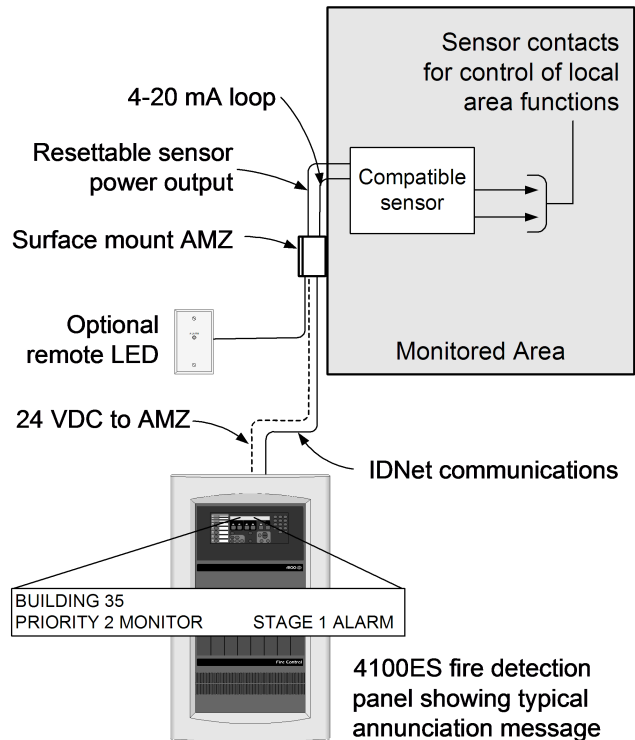 Sensor contacts
for control of local
area functions
4-20 mA loop
Resettable sensor
power output
Compatible
sensor
Surface mount AMZ
Optional
remote LED
Monitored Area
24 VDC to AMZ
IDNet communications
BUILDING 35
PRIORITY 2 MONITOR STAGE 1 ALARM
Fire Control
4100ES fire detection
panel showing typical
annunciation message